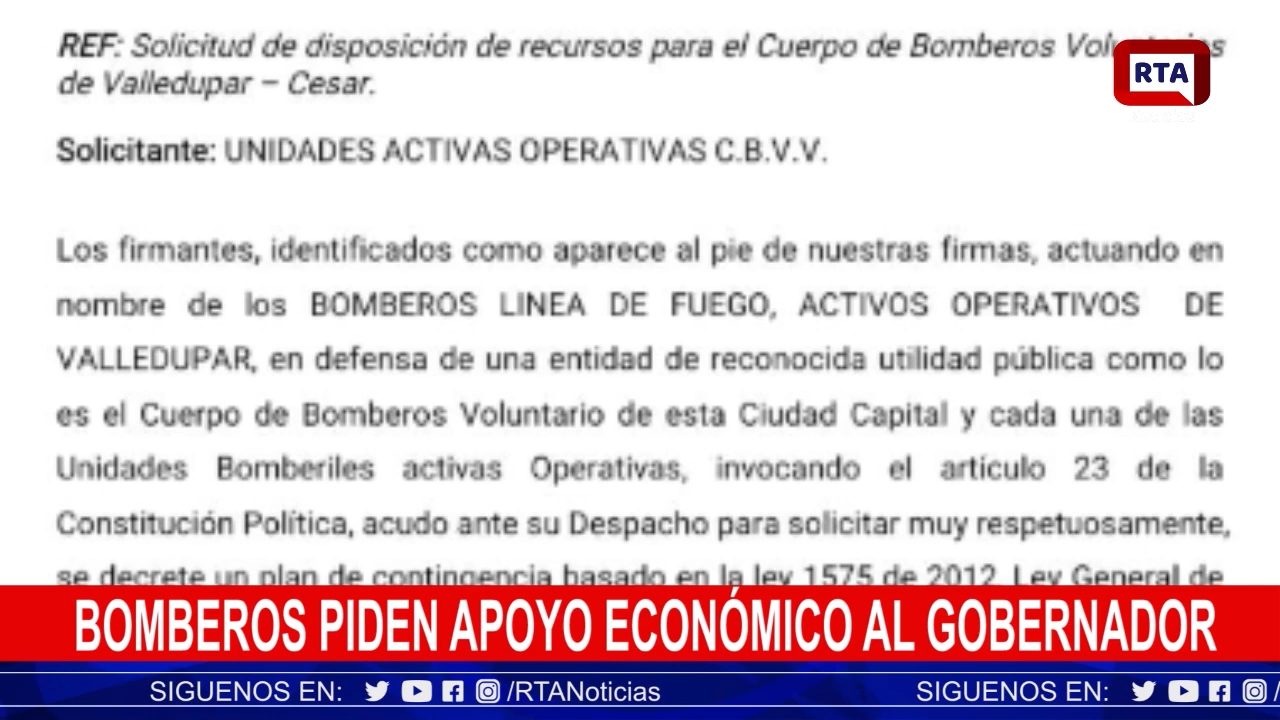 REF: Solicitud de disposición de recursos para el Cuerpo de Bomberos Voluntarios
de Valledupar – Cesar.
RTA
Solicitante: UNIDADES ACTIVAS OPERATIVAS C.B.V.V.
Los firmantes, identificados como aparece al pie de nuestras firmas, actuando en
nombre de los BOMBEROS LINEA DE FUEGO, ACTIVOS OPERATIVOS DE
VALLEDUPAR, en defensa de una entidad de reconocida utilidad pública como lo
es el Cuerpo de Bomberos Voluntario de esta Ciudad Capital y cada una de las
Unidades Bomberiles activas Operativas, invocando el artículo 23 de la
Constitución Política, acudo ante su Despacho para solicitar muy respetuosamente,
se decrete un plan de contingencia basado en la ley 1575 de 2012. Ley General de
BOMBEROS PIDEN APOYO ECONÓMICO AL GOBERNADOR
SIGUENOS EN: /RTANoticias SIGUENOS EN: /